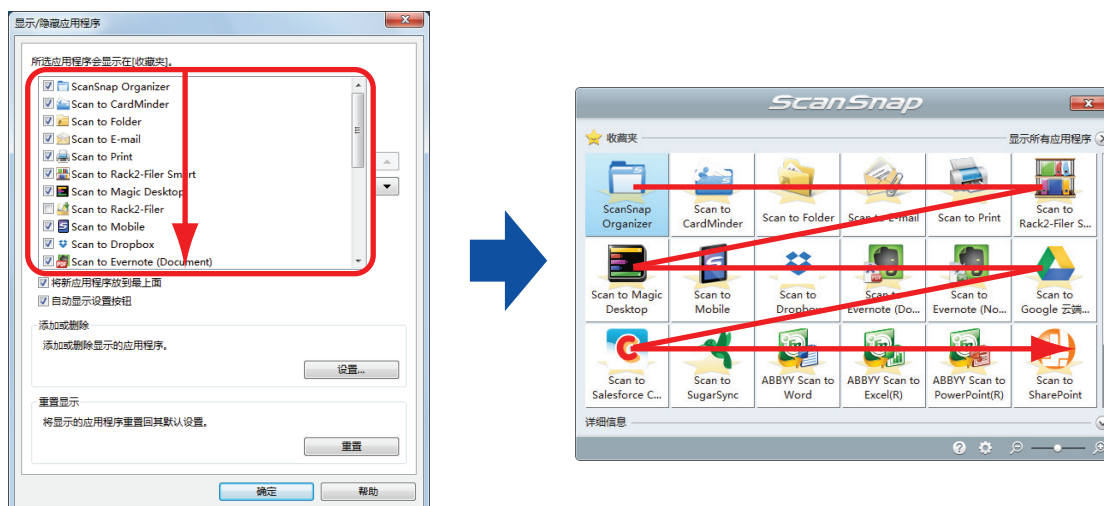 显示/隐藏应用程序
所选应用程序会显示在[收藏夹]。
ScanSnap Organizer
Scan to CardMinder
Scan to Folder
Scan to E-mail
Scan to Print
Scan to Rack2-Filer Smart
Scan to Magic Desktop
Scan to Rack2-Filer
Scan to Mobile
Scan to Dropbox
Scan to Evernote (Document)
将新应用程序放到最上面
自动显示设置按钮
添加或删除
添加或删除显示的应用程序。
设置...
重置显示
将显示的应用程序重置回其默认设置。
重置
确定
帮助
ScanSnap
收藏夹
显示所有应用程序
ScanSnap Organizer
Scan to CardMinder
Scan to Folder
Scan to E-mail
Scan to Print
Scan to Rack2-Filer S...
Scan to Magic Desktop
Scan to Mobile
Scan to Dropbox
Scan to Evernote (Do...
Scan to Evernote (No...
Scan to Google 云端...
Scan to Salesforce C...
Scan to SugarSync
ABBYY Scan to Word
ABBYY Scan to Excel(R)
ABBYY Scan to PowerPoint(R)
Scan to SharePoint
详细信息